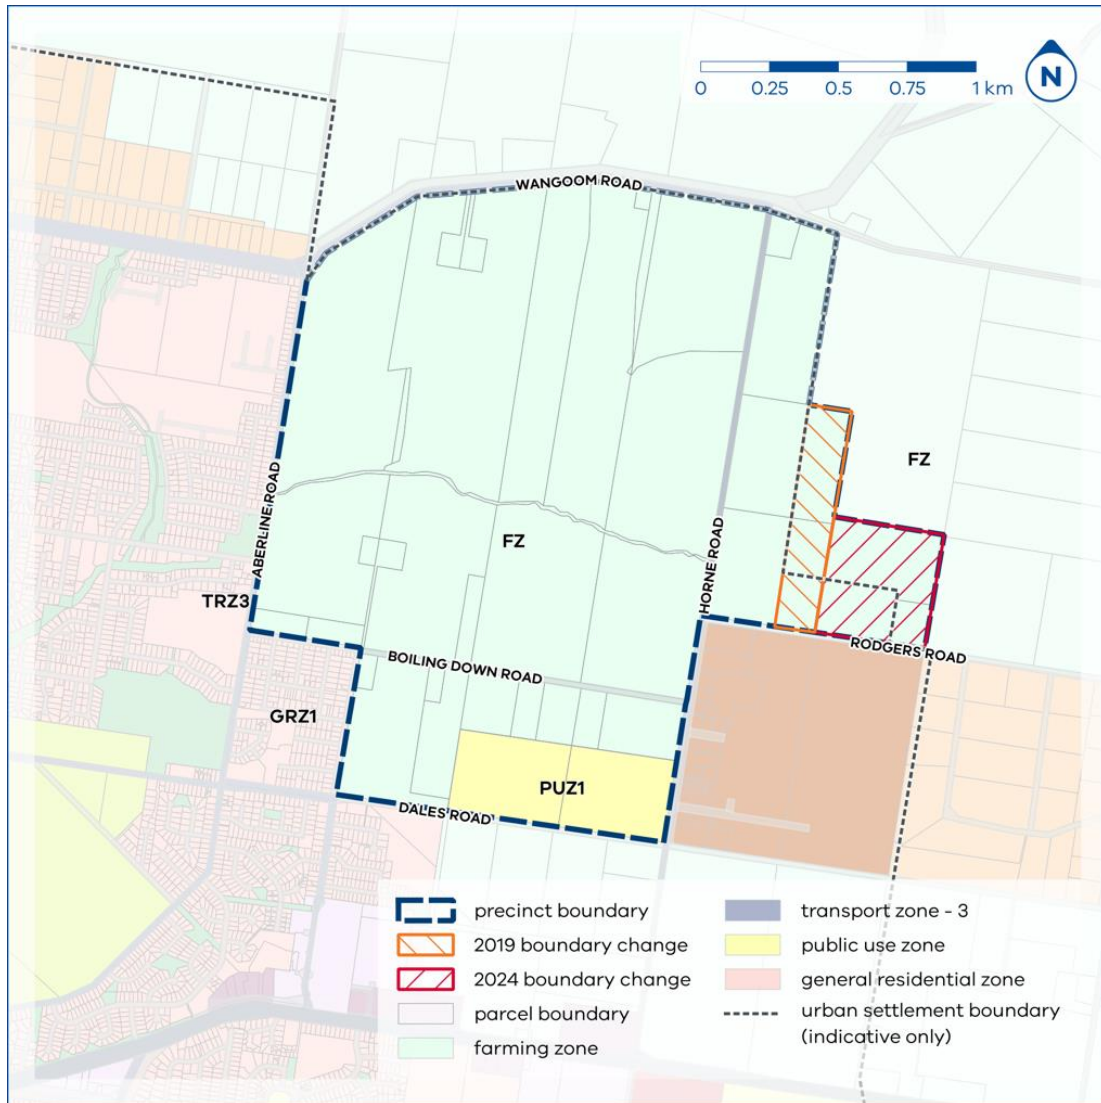 0 0.25 0.5 0.75 1 km
N
WANGOOM ROAD
ABERLINE ROAD
FZ
FZ
HORNE ROAD
TRZ3
RODGERS ROAD
BOILING DOWN ROAD
GRZ1
PUZ1
DALES ROAD
precinct boundary
2019 boundary change
2024 boundary change
parcel boundary
farming zone
transport zone - 3
public use zone
general residential zone
urban settlement boundary
(indicative only)